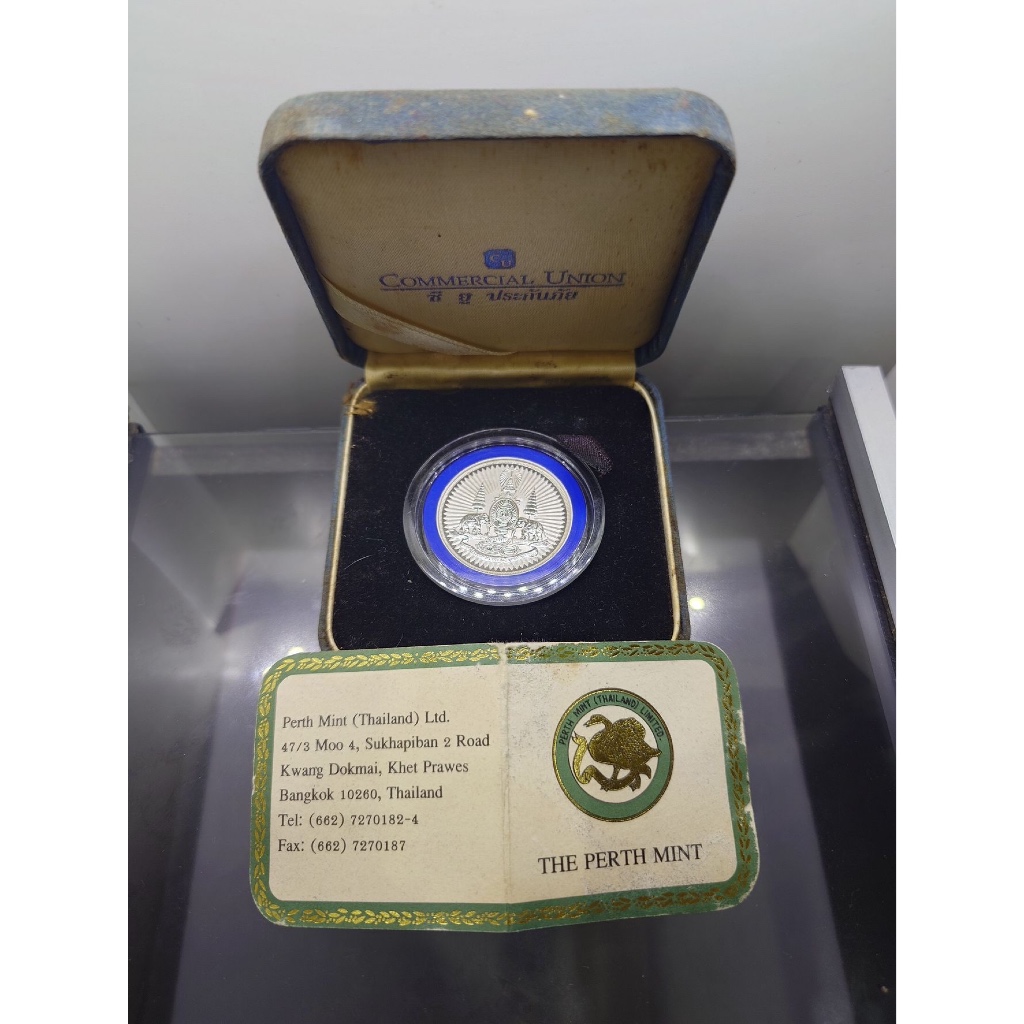 CU
COMMERCIAL UNION
ซี ยู ประกันภัย
Perth Mint (Thailand) Ltd.
47/3 Moo 4, Sukhapiban 2 Road
Kwang Dokmai, Khet Prawes
Bangkok 10260, Thailand
Tel: (662) 7270182-4
Fax: (662) 7270187
PERTH MINT (THAILAND) LIMITED.
THE PERTH MINT